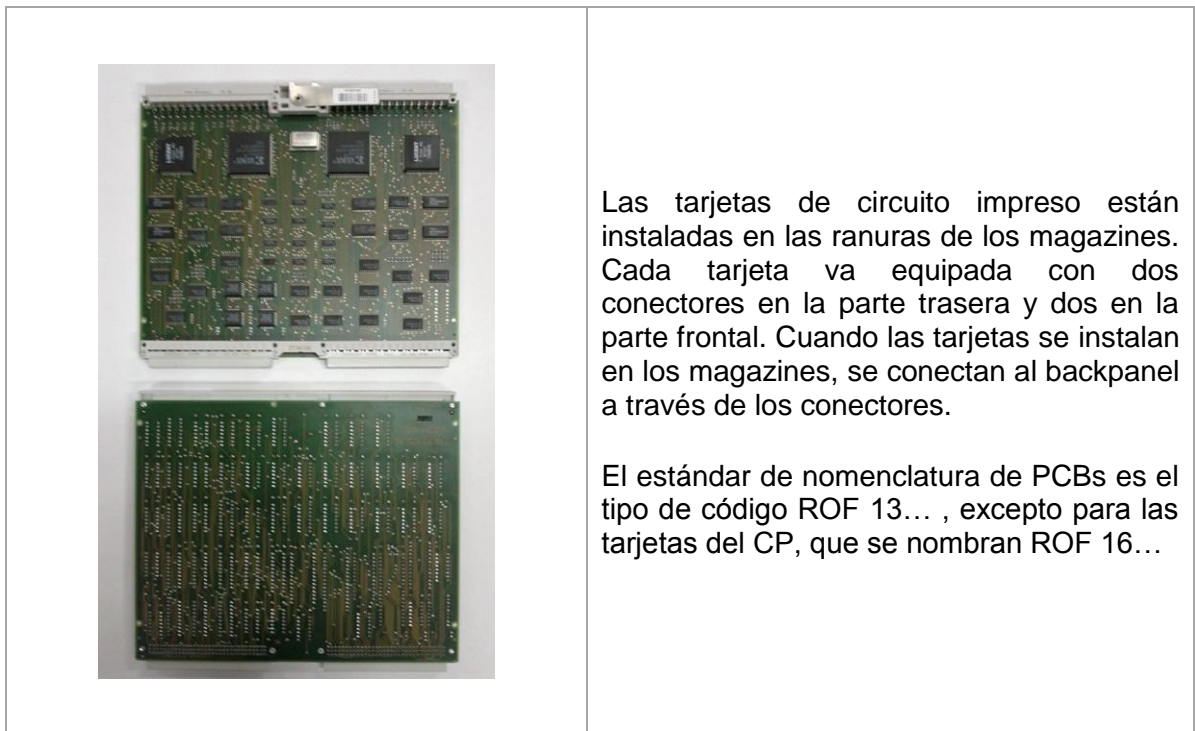 Las tarjetas de circuito impreso están
instaladas en las ranuras de los magazines.
Cada tarjeta va equipada con dos
conectores en la parte trasera y dos en la
parte frontal. Cuando las tarjetas se instalan
en los magazines, se conectan al backpanel
a través de los conectores.
El estándar de nomenclatura de PCBs es el
tipo de código ROF 13… , excepto para las
tarjetas del CP, que se nombran ROF 16…